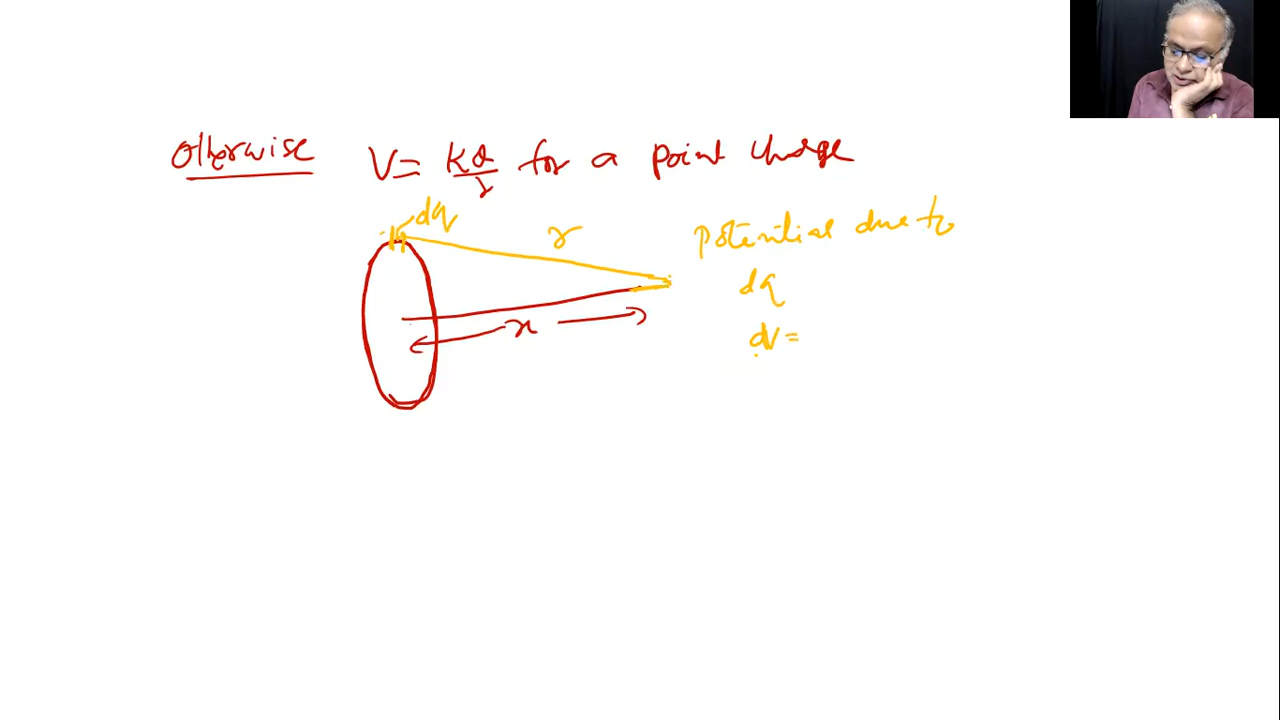 Otherwise V = KQ/r for a point charge
dq
r
potential due to
dq
x
dV =